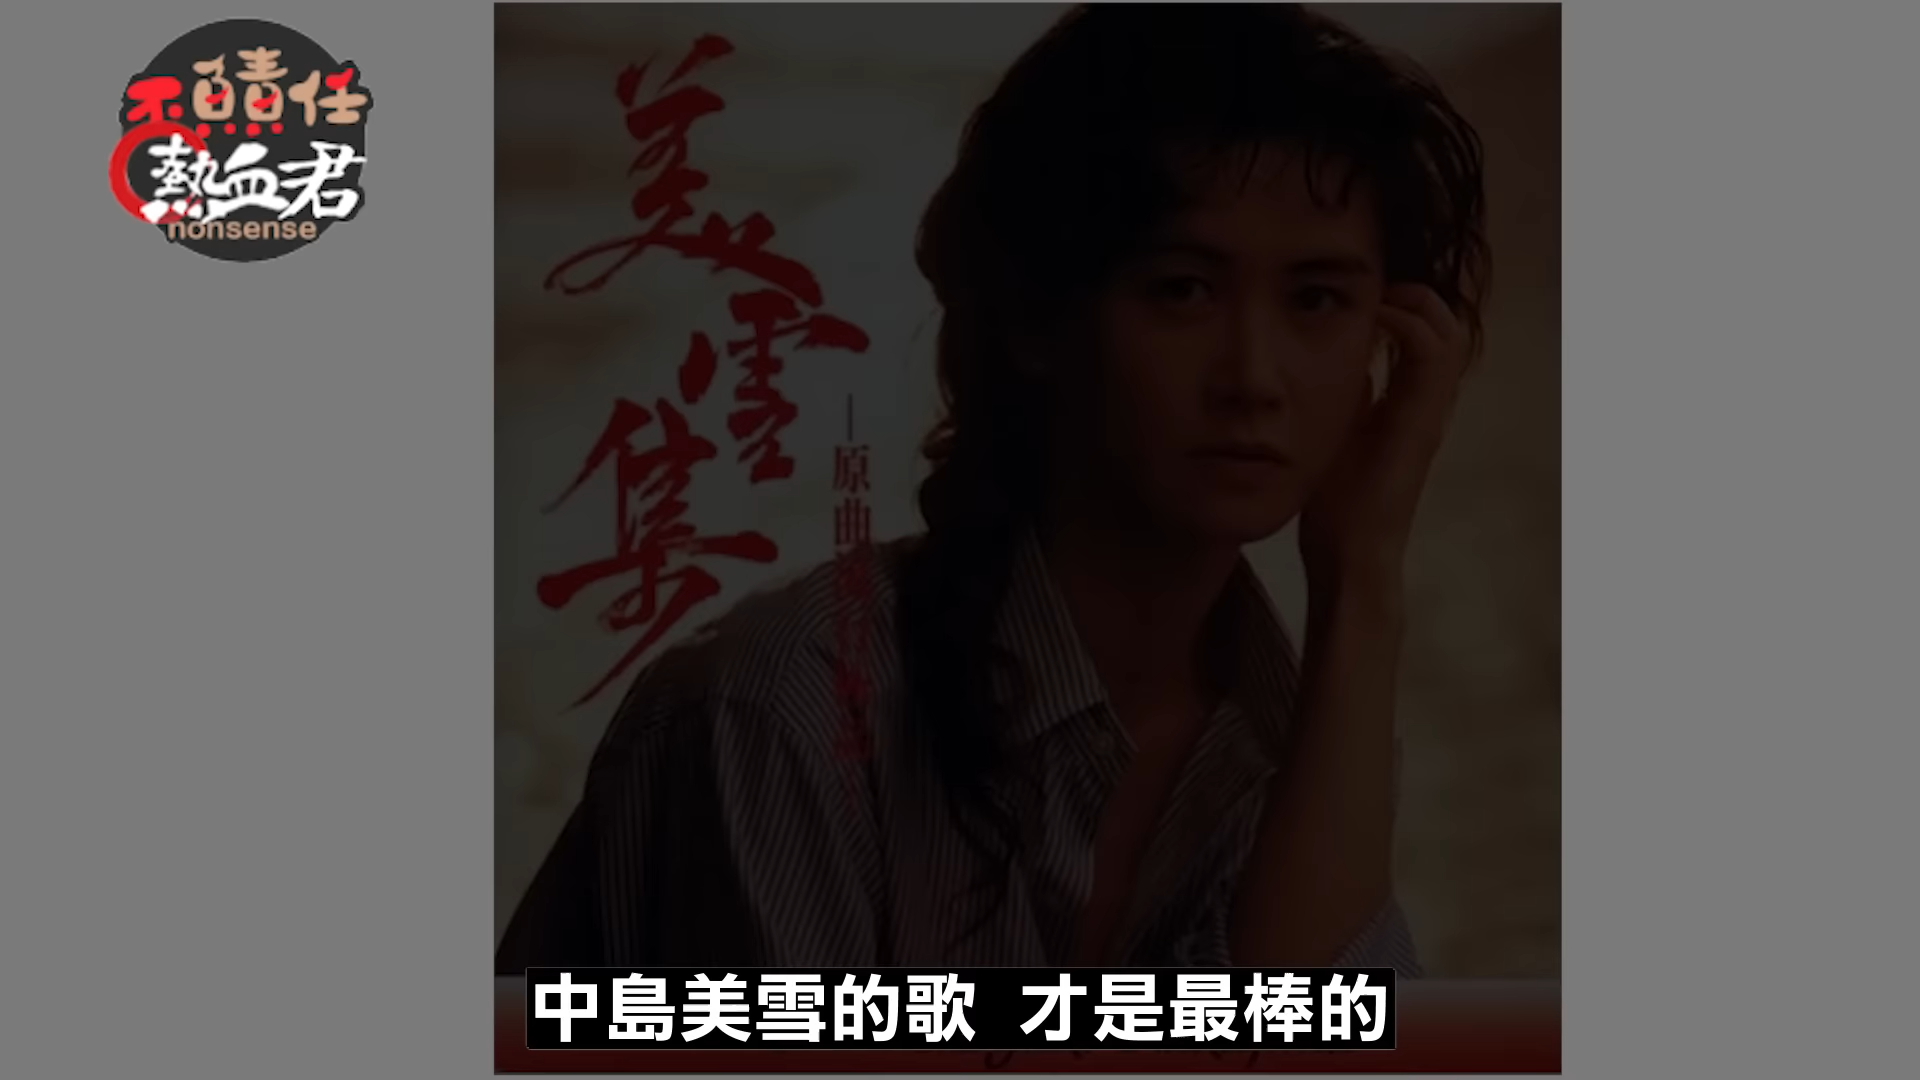 不負責任
熱血君
nonsense
美雪集
原曲
中島美雪的歌 才是最棒的